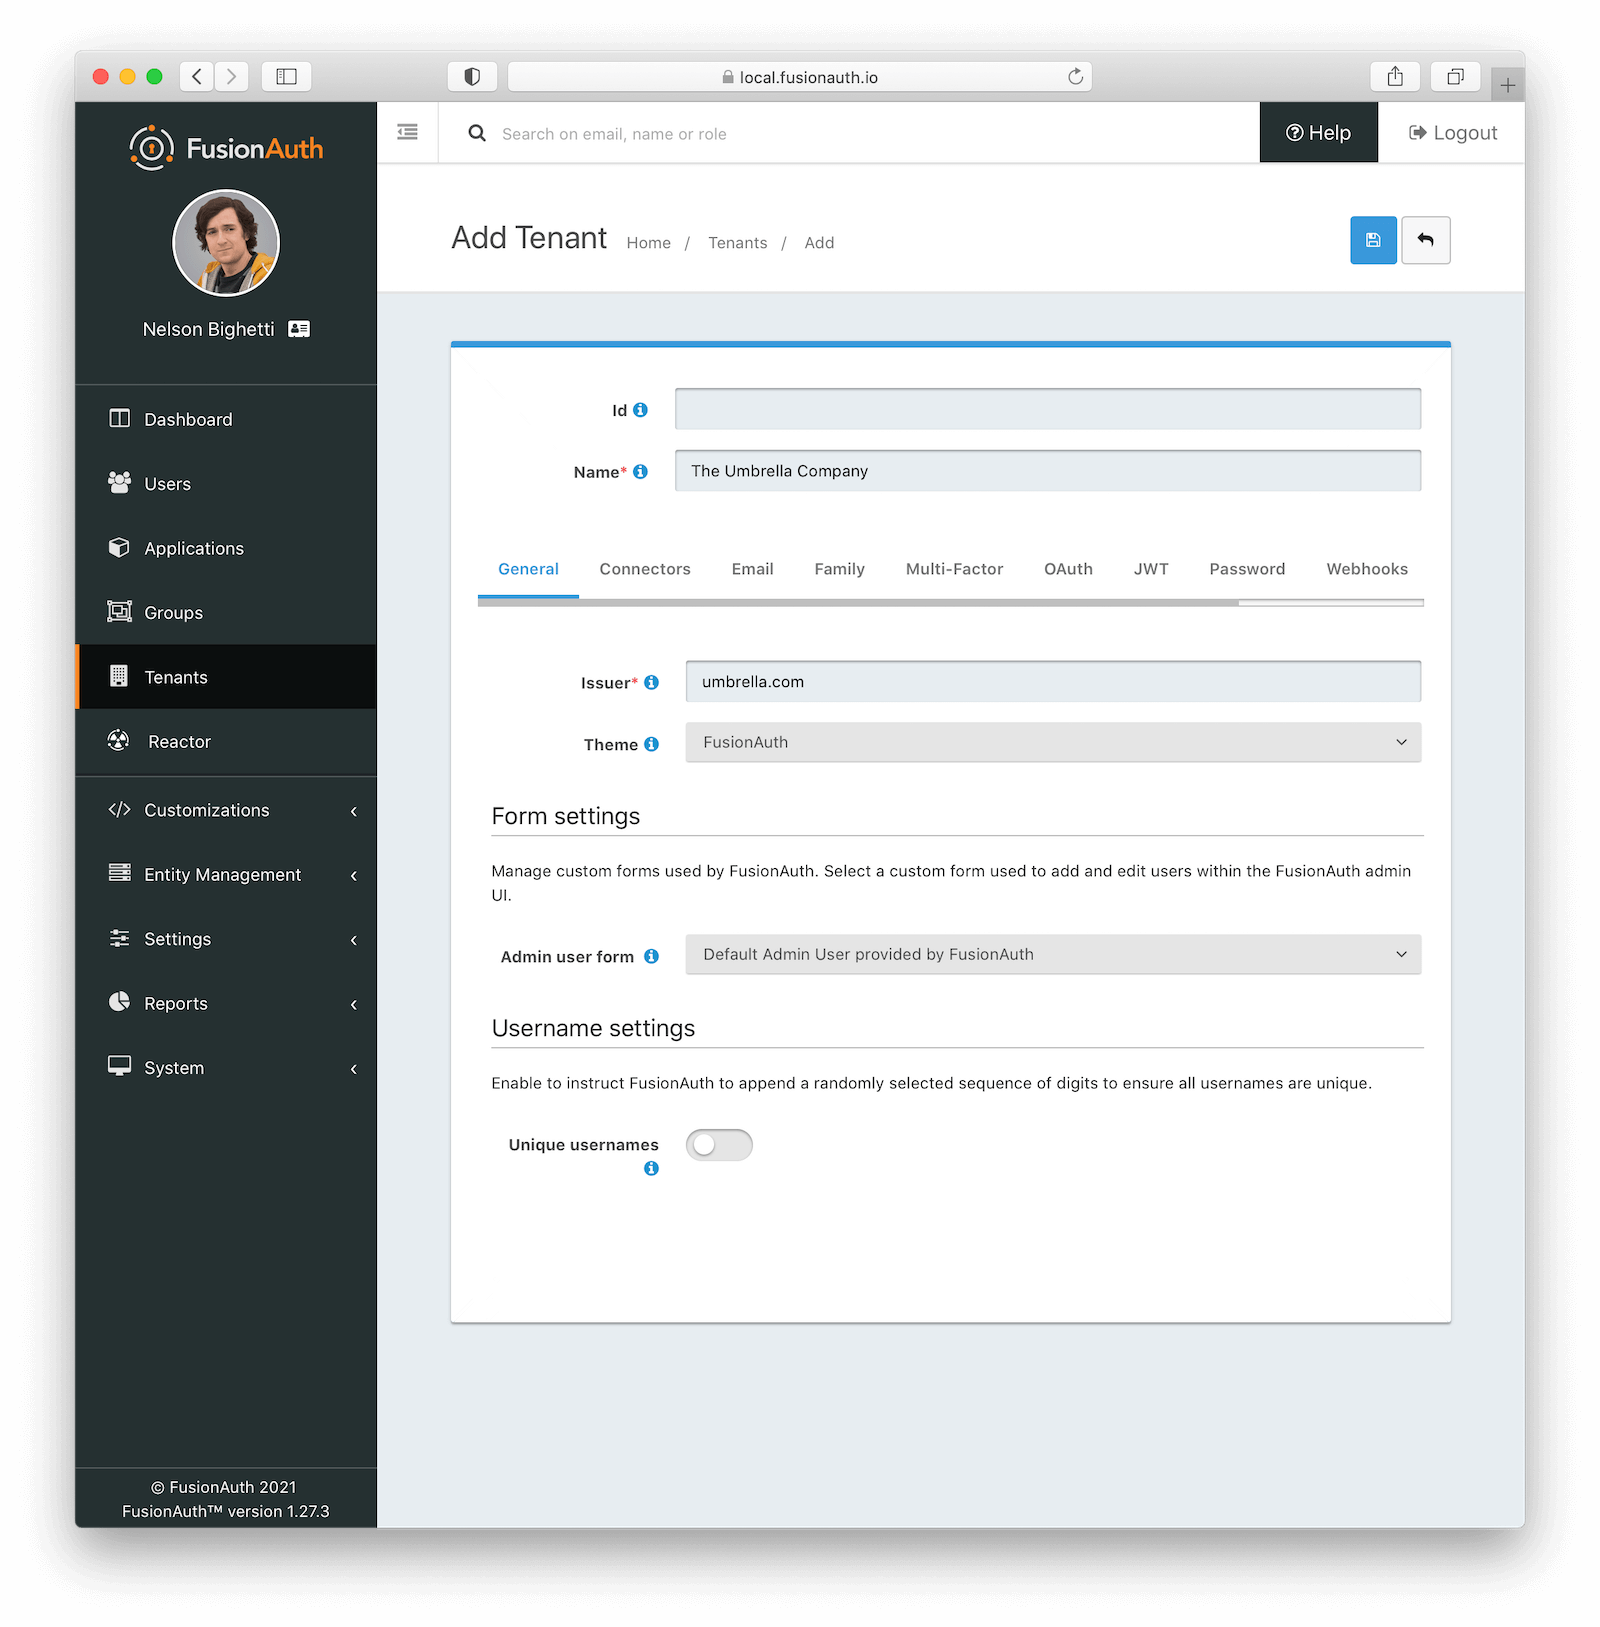 local.fusionauth.io
FusionAuth
Search on email, name or role
Help
Logout
Nelson Bighetti
Add Tenant
Home / Tenants / Add
Dashboard
Users
Applications
Groups
Tenants
Reactor
Customizations
Entity Management
Settings
Reports
System
© FusionAuth 2021
FusionAuth™ version 1.27.3
Id
Name* The Umbrella Company
General Connectors Email Family Multi-Factor OAuth JWT Password Webhooks
Issuer* umbrella.com
Theme FusionAuth
Form settings
Manage custom forms used by FusionAuth. Select a custom form used to add and edit users within the FusionAuth admin
UI.
Admin user form Default Admin User provided by FusionAuth
Username settings
Enable to instruct FusionAuth to append a randomly selected sequence of digits to ensure all usernames are unique.
Unique usernames